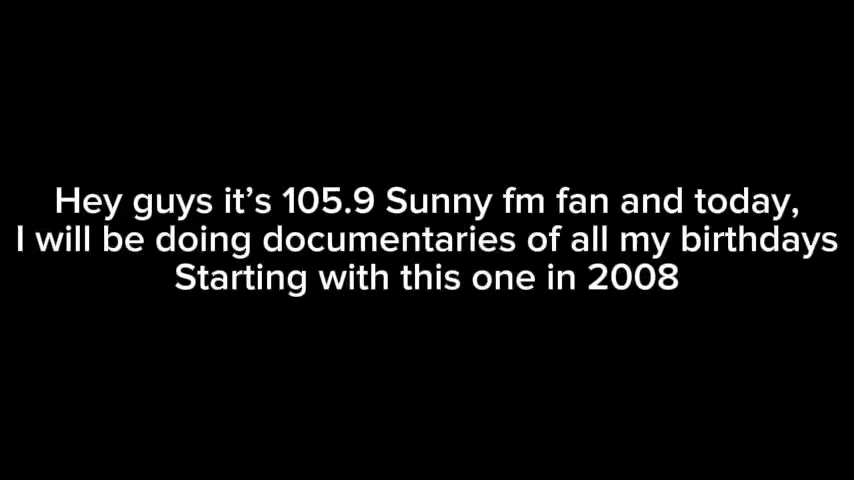 Hey guys it’s 105.9 Sunny fm fan and today,
I will be doing documentaries of all my birthdays
Starting with this one in 2008